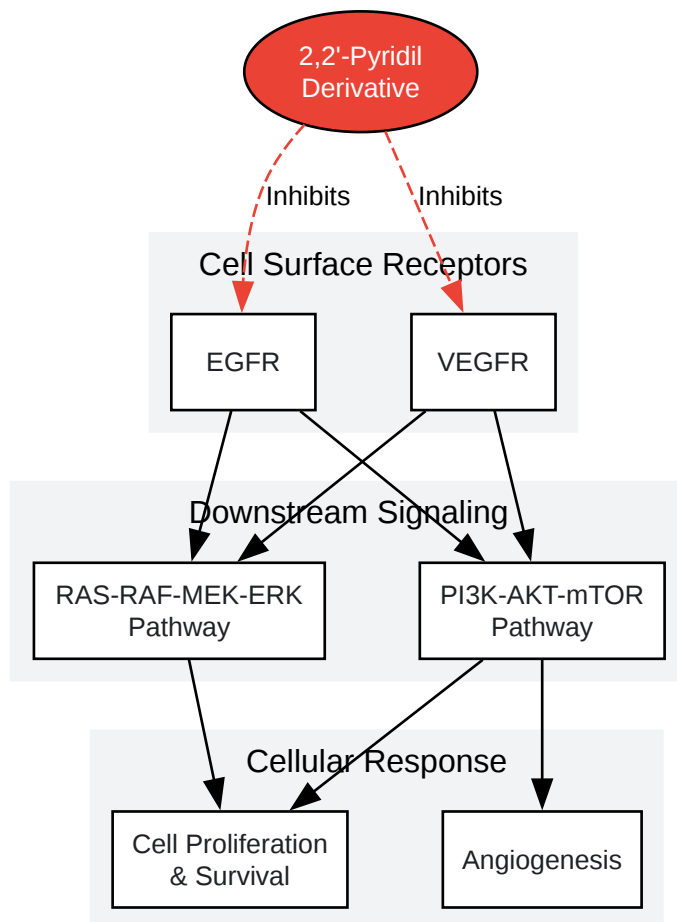 2,2'-Pyridil
Derivative
Inhibits
Inhibits
Cell Surface Receptors
EGFR
VEGFR
Downstream Signaling
RAS-RAF-MEK-ERK
Pathway
PI3K-AKT-mTOR
Pathway
Cellular Response
Cell Proliferation
& Survival
Angiogenesis